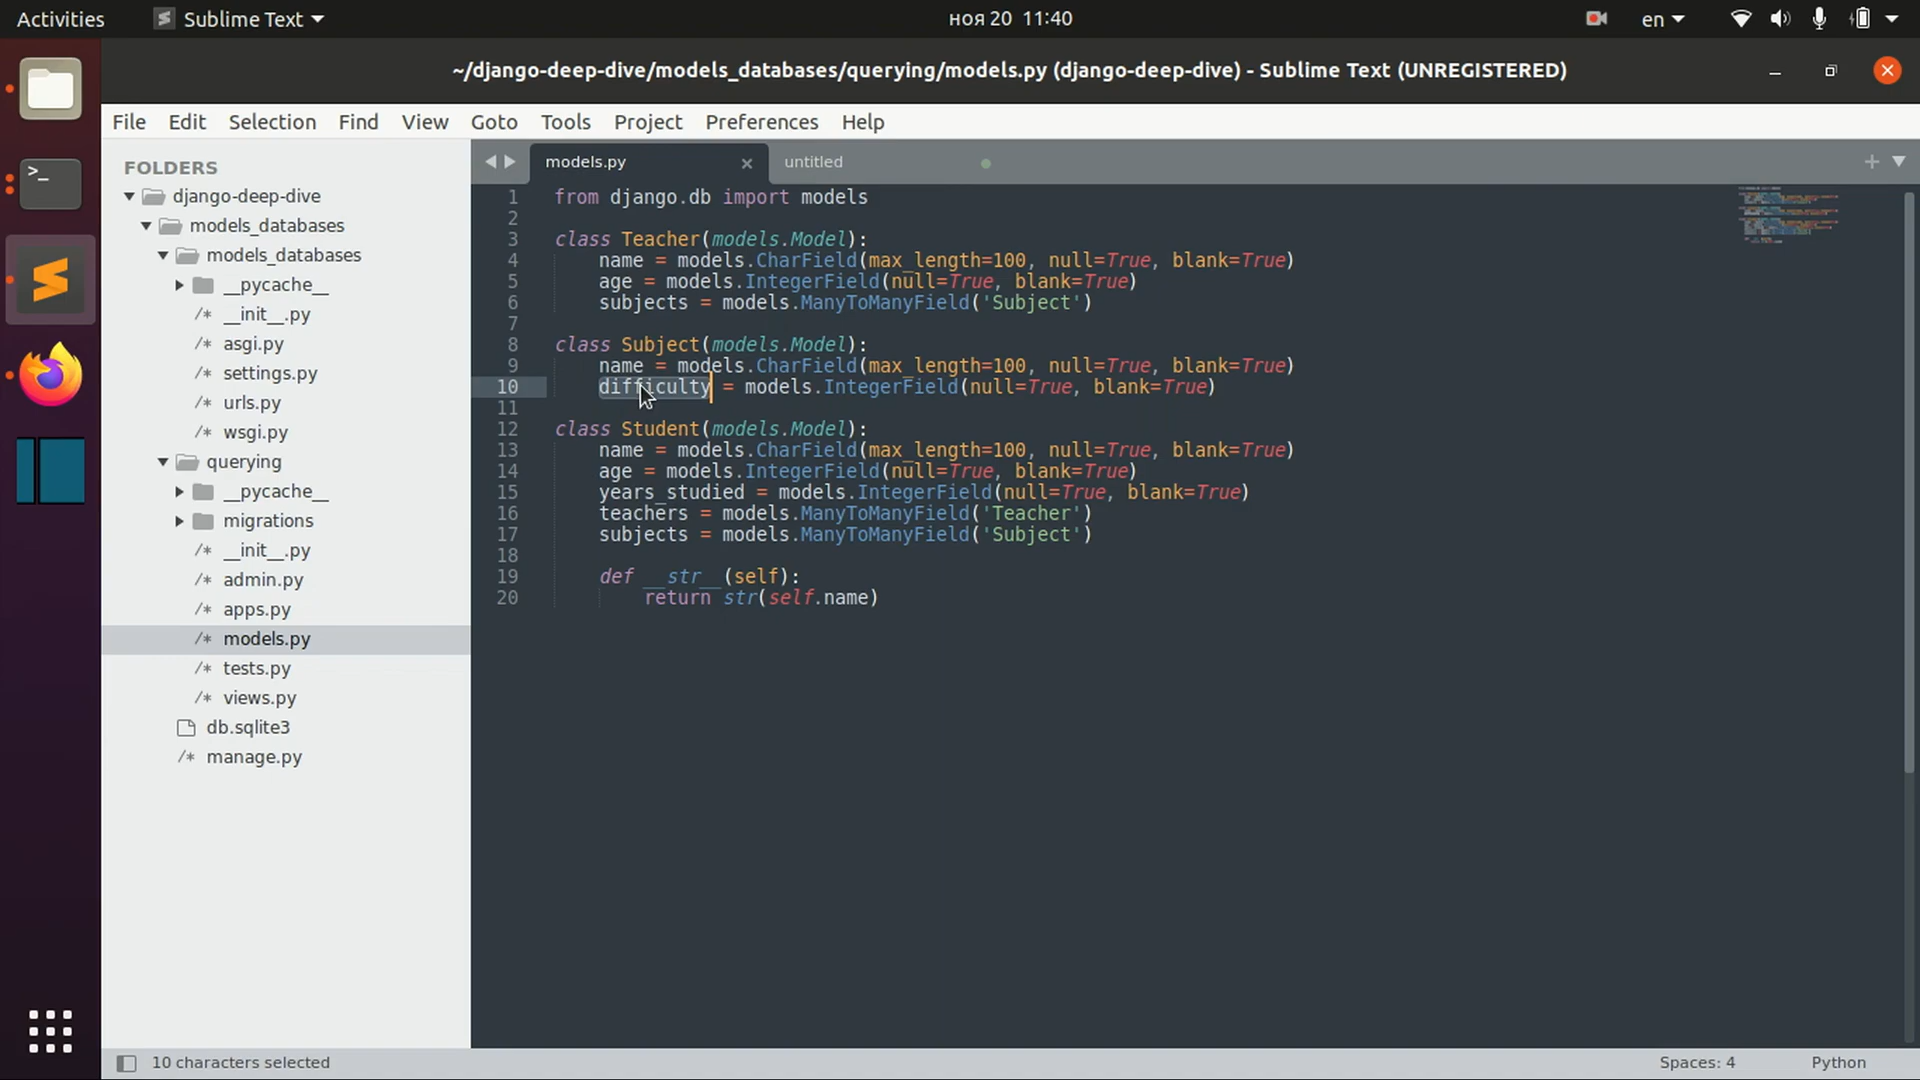 Activities Sublime Text ноя 20 11:40 en
~/django-deep-dive/models_databases/querying/models.py (django-deep-dive) - Sublime Text (UNREGISTERED)
File Edit Selection Find View Goto Tools Project Preferences Help
FOLDERS
django-deep-dive
models_databases
models_databases
__pycache__
/* __init__.py
/* asgi.py
/* settings.py
/* urls.py
/* wsgi.py
querying
__pycache__
migrations
/* __init__.py
/* admin.py
/* apps.py
/* models.py
/* tests.py
/* views.py
db.sqlite3
/* manage.py
models.py untitled
1 from django.db import models
2
3 class Teacher(models.Model):
4 name = models.CharField(max_length=100, null=True, blank=True)
5 age = models.IntegerField(null=True, blank=True)
6 subjects = models.ManyToManyField('Subject')
7
8 class Subject(models.Model):
9 name = models.CharField(max_length=100, null=True, blank=True)
10 difficulty = models.IntegerField(null=True, blank=True)
11
12 class Student(models.Model):
13 name = models.CharField(max_length=100, null=True, blank=True)
14 age = models.IntegerField(null=True, blank=True)
15 years_studied = models.IntegerField(null=True, blank=True)
16 teachers = models.ManyToManyField('Teacher')
17 subjects = models.ManyToManyField('Subject')
18
19 def __str__(self):
20 return str(self.name)
10 characters selected Spaces: 4 Python